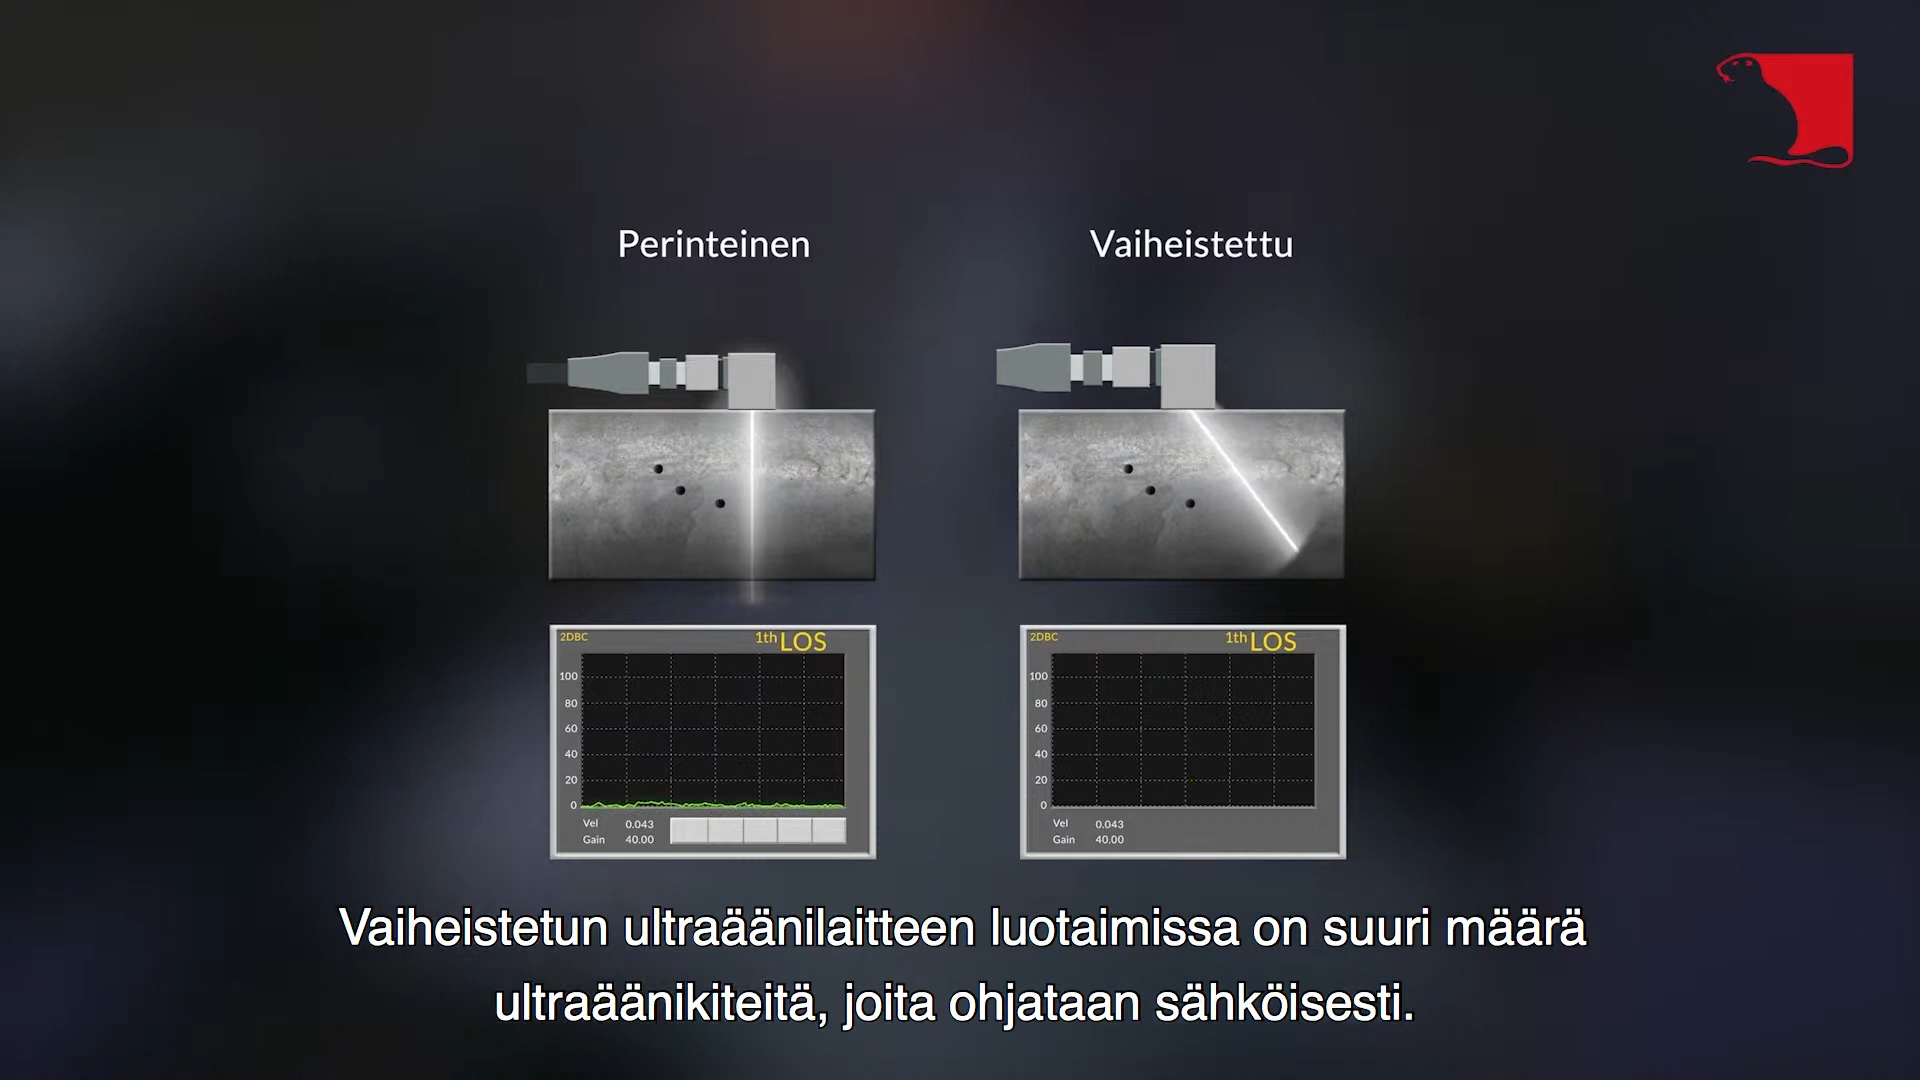 Perinteinen
Vaiheistettu
2DBC 1th LOS
100
80
60
40
20
0
Vel 0.043
Gain 40.00
2DBC 1th LOS
100
80
60
40
20
0
Vel 0.043
Gain 40.00
Vaiheistetun ultraäänilaitteen luotaimissa on suuri määrä
ultraäänikiteitä, joita ohjataan sähköisesti.